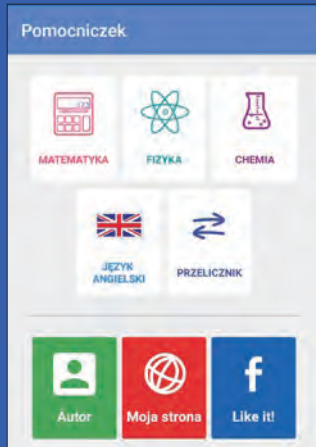 Pomocniczek
MATEMATYKA FIZYKA CHEMIA
JĘZYK
ANGIELSKI
PRZELICZNIK
Autor Moja strona Like it!